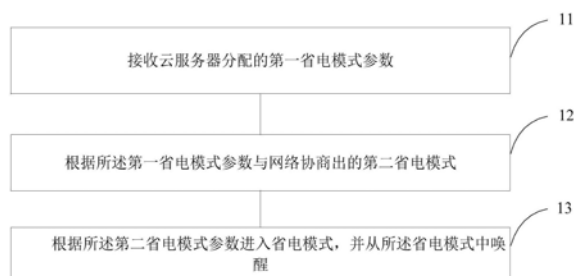 11
接收云服务器分配的第一省电模式参数
12
根据所述第一省电模式参数与网络协商出的第二省电模式
13
根据所述第二省电模式参数进入省电模式，并从所述省电模式中唤
醒